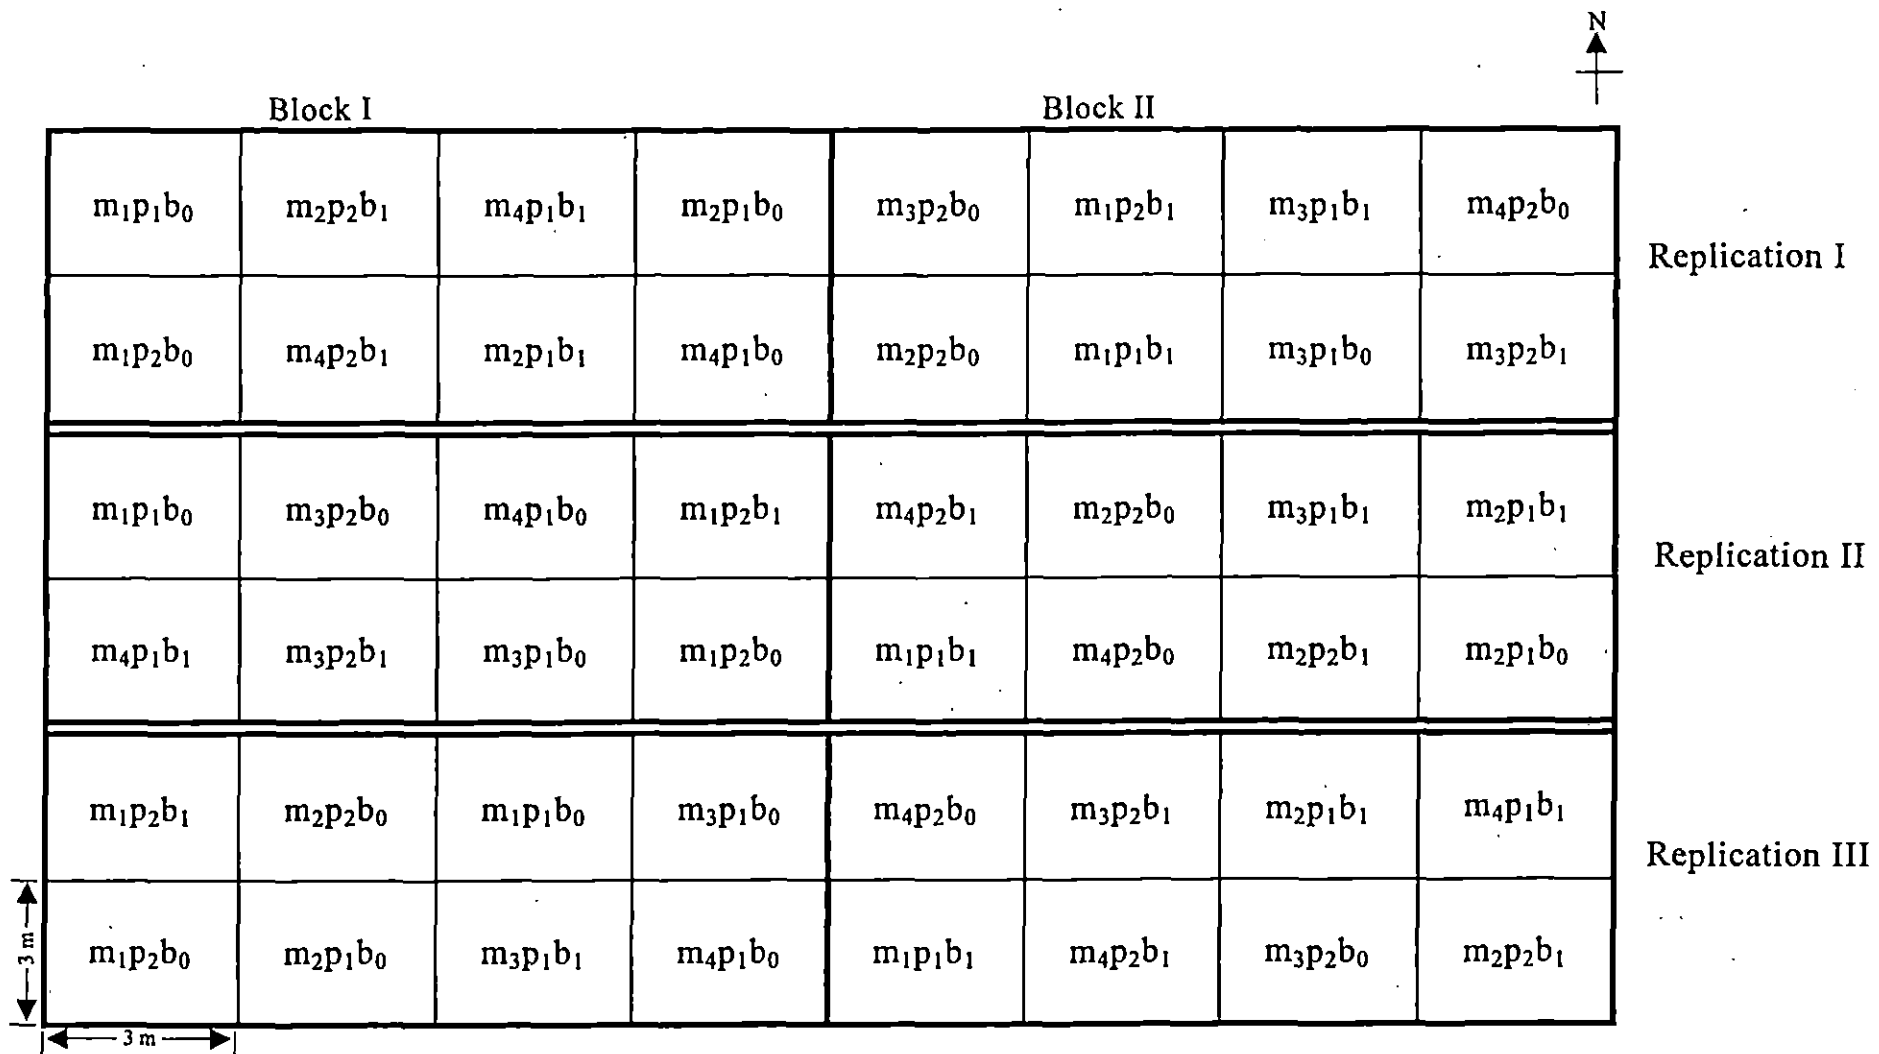 N
Block I Block II
m₁p₁b₀ m₂p₂b₁ m₄p₁b₁ m₂p₁b₀ m₃p₂b₀ m₁p₂b₁ m₃p₁b₁ m₄p₂b₀
Replication I
m₁p₂b₀ m₄p₂b₁ m₂p₁b₁ m₄p₁b₀ m₂p₂b₀ m₁p₁b₁ m₃p₁b₀ m₃p₂b₁
m₁p₁b₀ m₃p₂b₀ m₄p₁b₀ m₁p₂b₁ m₄p₂b₁ m₂p₂b₀ m₃p₁b₁ m₂p₁b₁
Replication II
m₄p₁b₁ m₃p₂b₁ m₃p₁b₀ m₁p₂b₀ m₁p₁b₁ m₄p₂b₀ m₂p₂b₁ m₂p₁b₀
m₁p₂b₁ m₂p₂b₀ m₁p₁b₀ m₃p₁b₀ m₄p₂b₀ m₃p₂b₁ m₂p₁b₁ m₄p₁b₁
Replication III
m₁p₂b₀ m₂p₁b₀ m₃p₁b₁ m₄p₁b₀ m₁p₁b₁ m₄p₂b₁ m₃p₂b₀ m₂p₂b₁
3 m
3 m